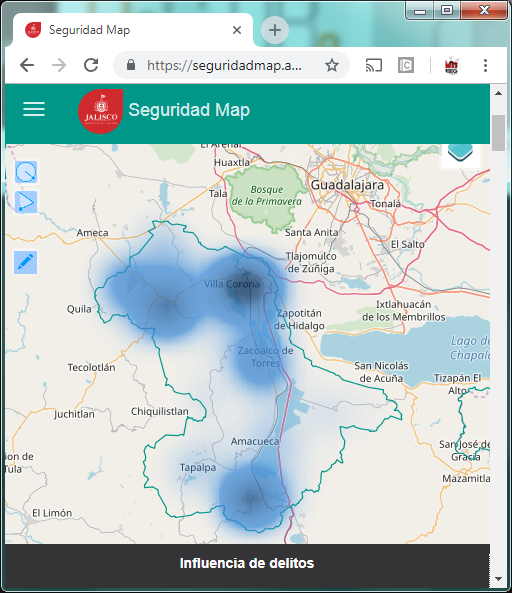 Seguridad Map
https://seguridadmap.a...
JALISCO
Seguridad Map
El Arenal
Huaxtla
Guadalajara
Bosque
de la Primavera
Tala
Tonalá
Santa Anita
El Salto
Ameca
Tlajomulco
de Zúñiga
Villa Corona
Quila
Zapotitán
de Hidalgo
Ixtlahuacán
de los Membrillos
Lago de
Chapala
Zacoalco de
Torres
Tecolotlán
San Nicolás
de Acuña
Tizapán El
Alto
Juchitlan
Chiquilistlan
Amacueca
San José de
Gracia
Tapalpa
Mazamitla
El Limón
Influencia de delitos